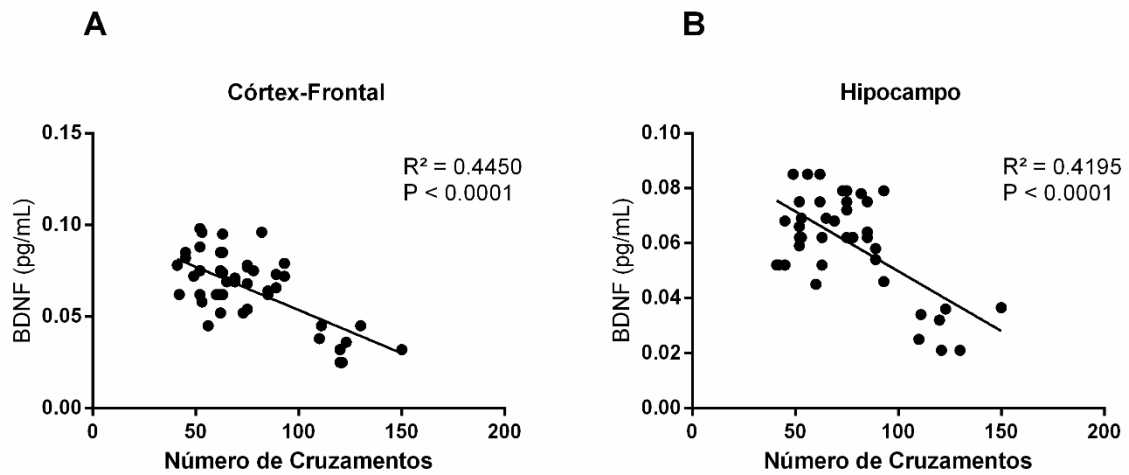 A
Córtex-Frontal
BDNF (pg/mL)
0.15
0.10
0.05
0.00
R² = 0.4450
P < 0.0001
0 50 100 150 200
Número de Cruzamentos
B
Hipocampo
BDNF (pg/mL)
0.10
0.08
0.06
0.04
0.02
0.00
R² = 0.4195
P < 0.0001
0 50 100 150 200
Número de Cruzamentos